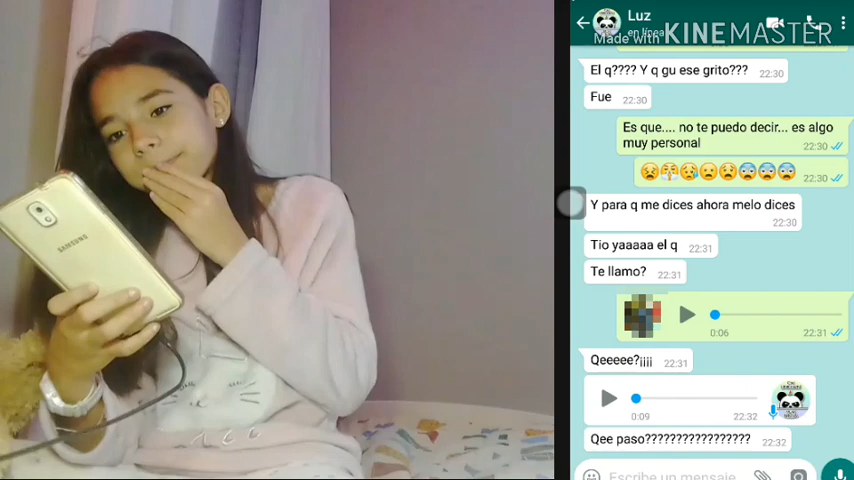 SAMSUNG
Luz
en línea
Made with KINEMASTER
El q???? Y q gu ese grito??? 22:30
Fue 22:30
Es que.... no te puedo decir... es algo
muy personal 22:30
22:30
Y para q me dices ahora melo dices
22:30
Tio yaaaaa el q 22:31
Te llamo? 22:31
0:06 22:31
Qeeeee?¡¡¡¡ 22:31
0:09 22:32
Qee paso????????????????? 22:32
Escribe un mensaje